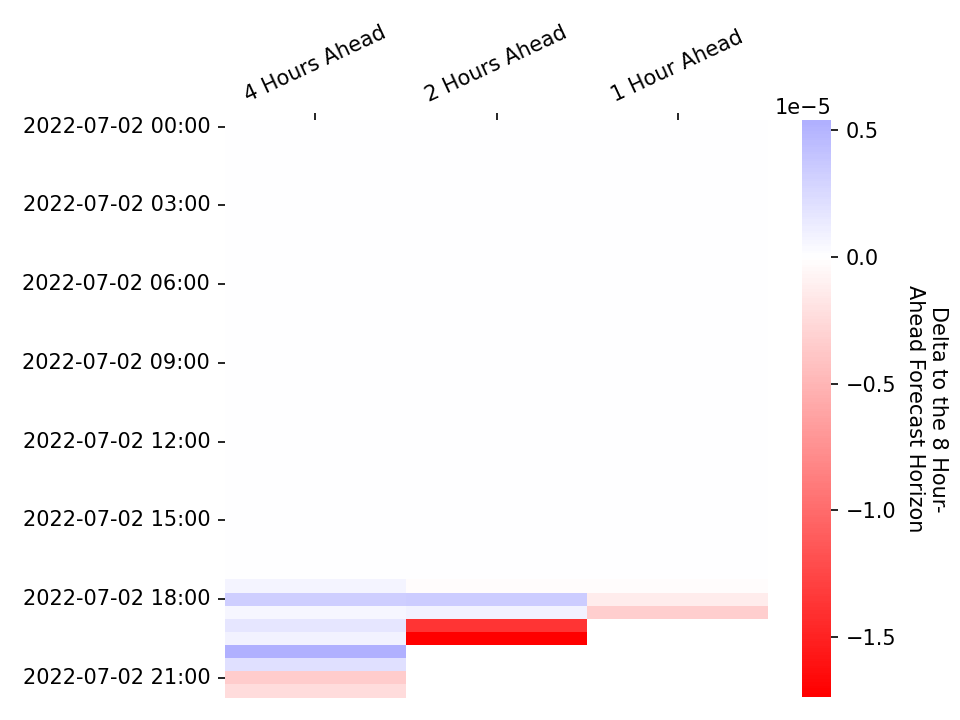 4 Hours Ahead
2 Hours Ahead
1 Hour Ahead
2022-07-02 00:00
2022-07-02 03:00
2022-07-02 06:00
2022-07-02 09:00
2022-07-02 12:00
2022-07-02 15:00
2022-07-02 18:00
2022-07-02 21:00
1e−5
0.5
0.0
−0.5
−1.0
−1.5
Delta to the 8 Hour-
Ahead Forecast Horizon